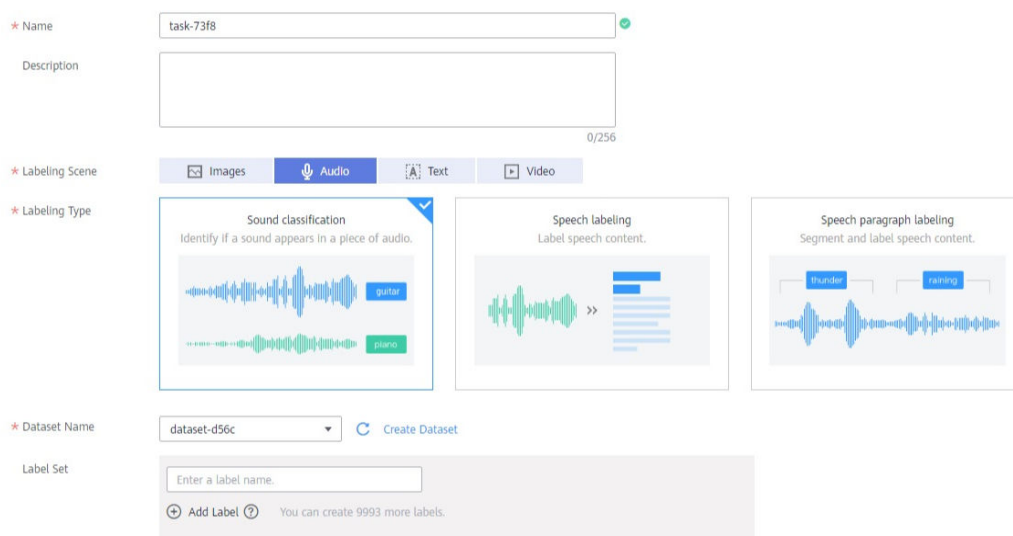 * Name
task-73f8
Description
0/256
* Labeling Scene
Images
Audio
Text
Video
* Labeling Type
Sound classification
Identify if a sound appears in a piece of audio.
guitar
piano
Speech labeling
Label speech content.
Speech paragraph labeling
Segment and label speech content.
thunder
raining
* Dataset Name
dataset-d56c
Create Dataset
Label Set
Enter a label name.
Add Label
You can create 9993 more labels.